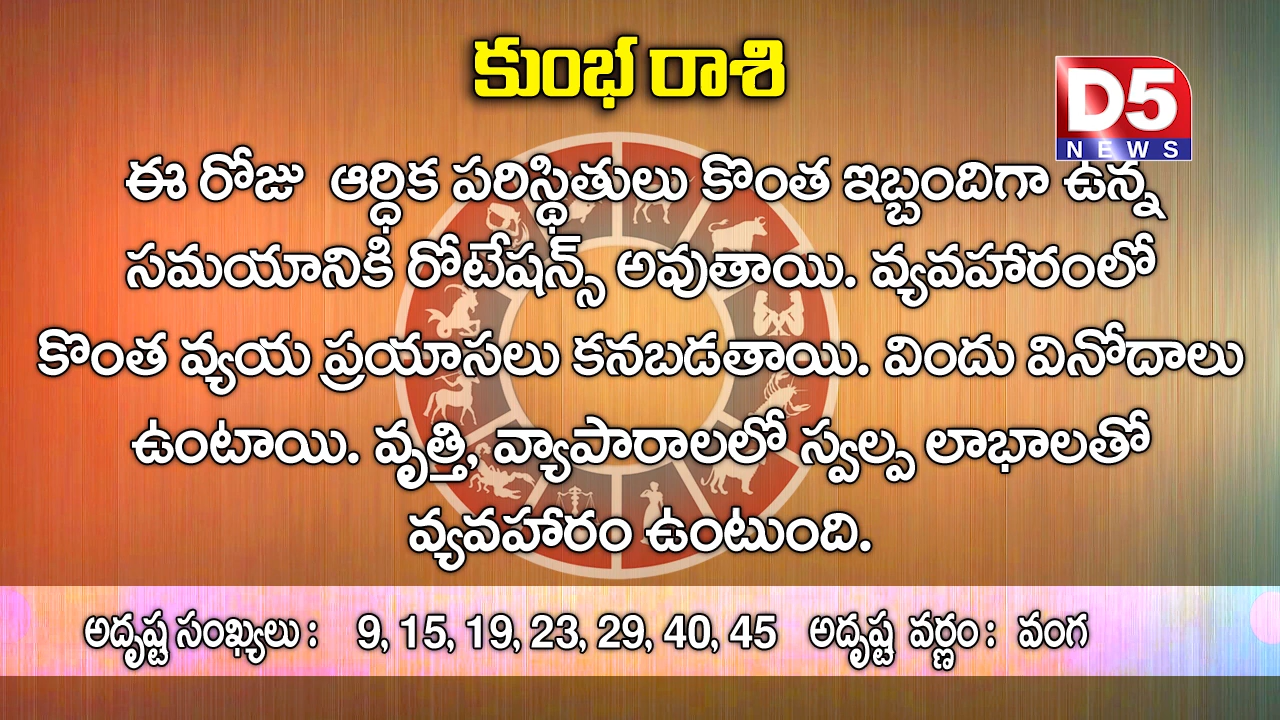 కుంభ రాశి
D5
NEWS
ఈ రోజు ఆర్ధిక పరిస్థితులు కొంత ఇబ్బందిగా ఉన్న
సమయానికి రోటేషన్స్ అవుతాయి. వ్యవహారంలో
కొంత వ్యయ ప్రయాసలు కనబడతాయి. విందు వినోదాలు
ఉంటాయి. వృత్తి, వ్యాపారాలలో స్వల్ప లాభాలతో
వ్యవహారం ఉంటుంది.
అదృష్ట సంఖ్యలు : 9, 15, 19, 23, 29, 40, 45 అదృష్ట వర్ణం : వంగ